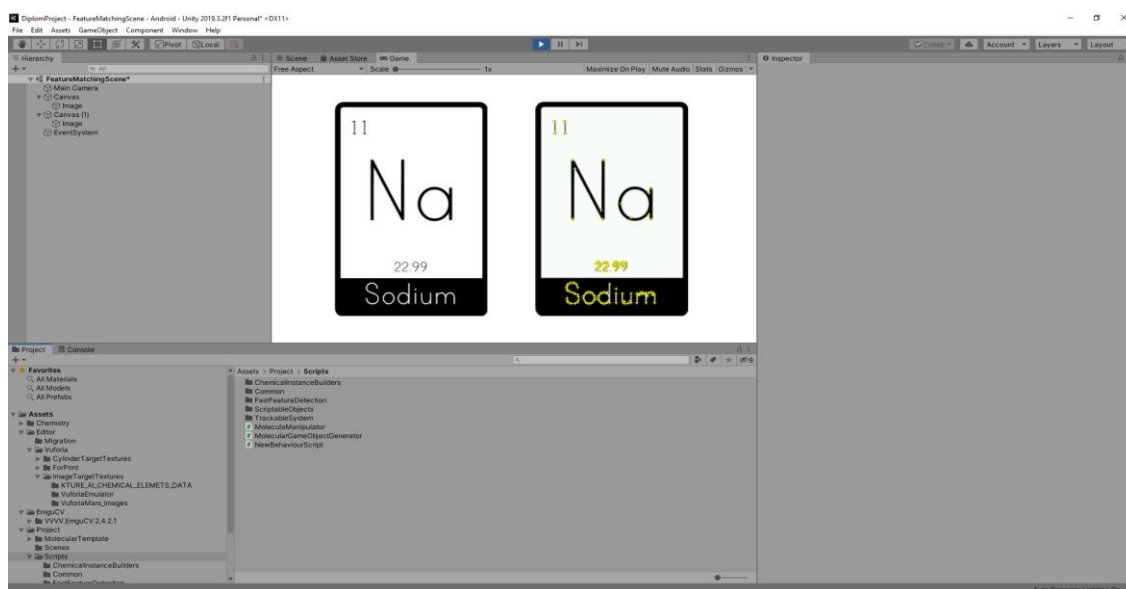 DiplomProject - FeatureMatchingScene - Android - Unity 2019.3.2f1 Personal* <DX11>
File Edit Assets GameObject Component Window Help
Pivot Local
Collab Account Layers Layout
Hierarchy
All
FeatureMatchingScene*
Main Camera
Canvas
Image
Canvas (1)
Image
EventSystem
Scene Asset Store Game
Free Aspect Scale 1x Maximize On Play Mute Audio Stats Gizmos
11
Na
22.99
Sodium
11
Na
22.99
Sodium
Inspector
Project Console
9
Favorites
All Materials
All Models
All Prefabs
Assets
Chemistry
Editor
Migration
Vuforia
CylinderTargetTextures
ForPrint
ImageTargetTextures
KTURE_AI_CHEMICAL_ELEMETS_DATA
VuforiaEmulator
VuforiaMars_Images
EmguCV
VVVV.EmguCV.2.4.2.1
Project
MolecularTemplate
Scenes
Scripts
ChemicalInstanceBuilders
Common
FastFeatureDetection
Assets > Project > Scripts
ChemicalInstanceBuilders
Common
FastFeatureDetection
ScriptableObjects
TrackableSystem
MoleculaManipulator
MolecularGameObjectGenerator
NewBehaviourScript